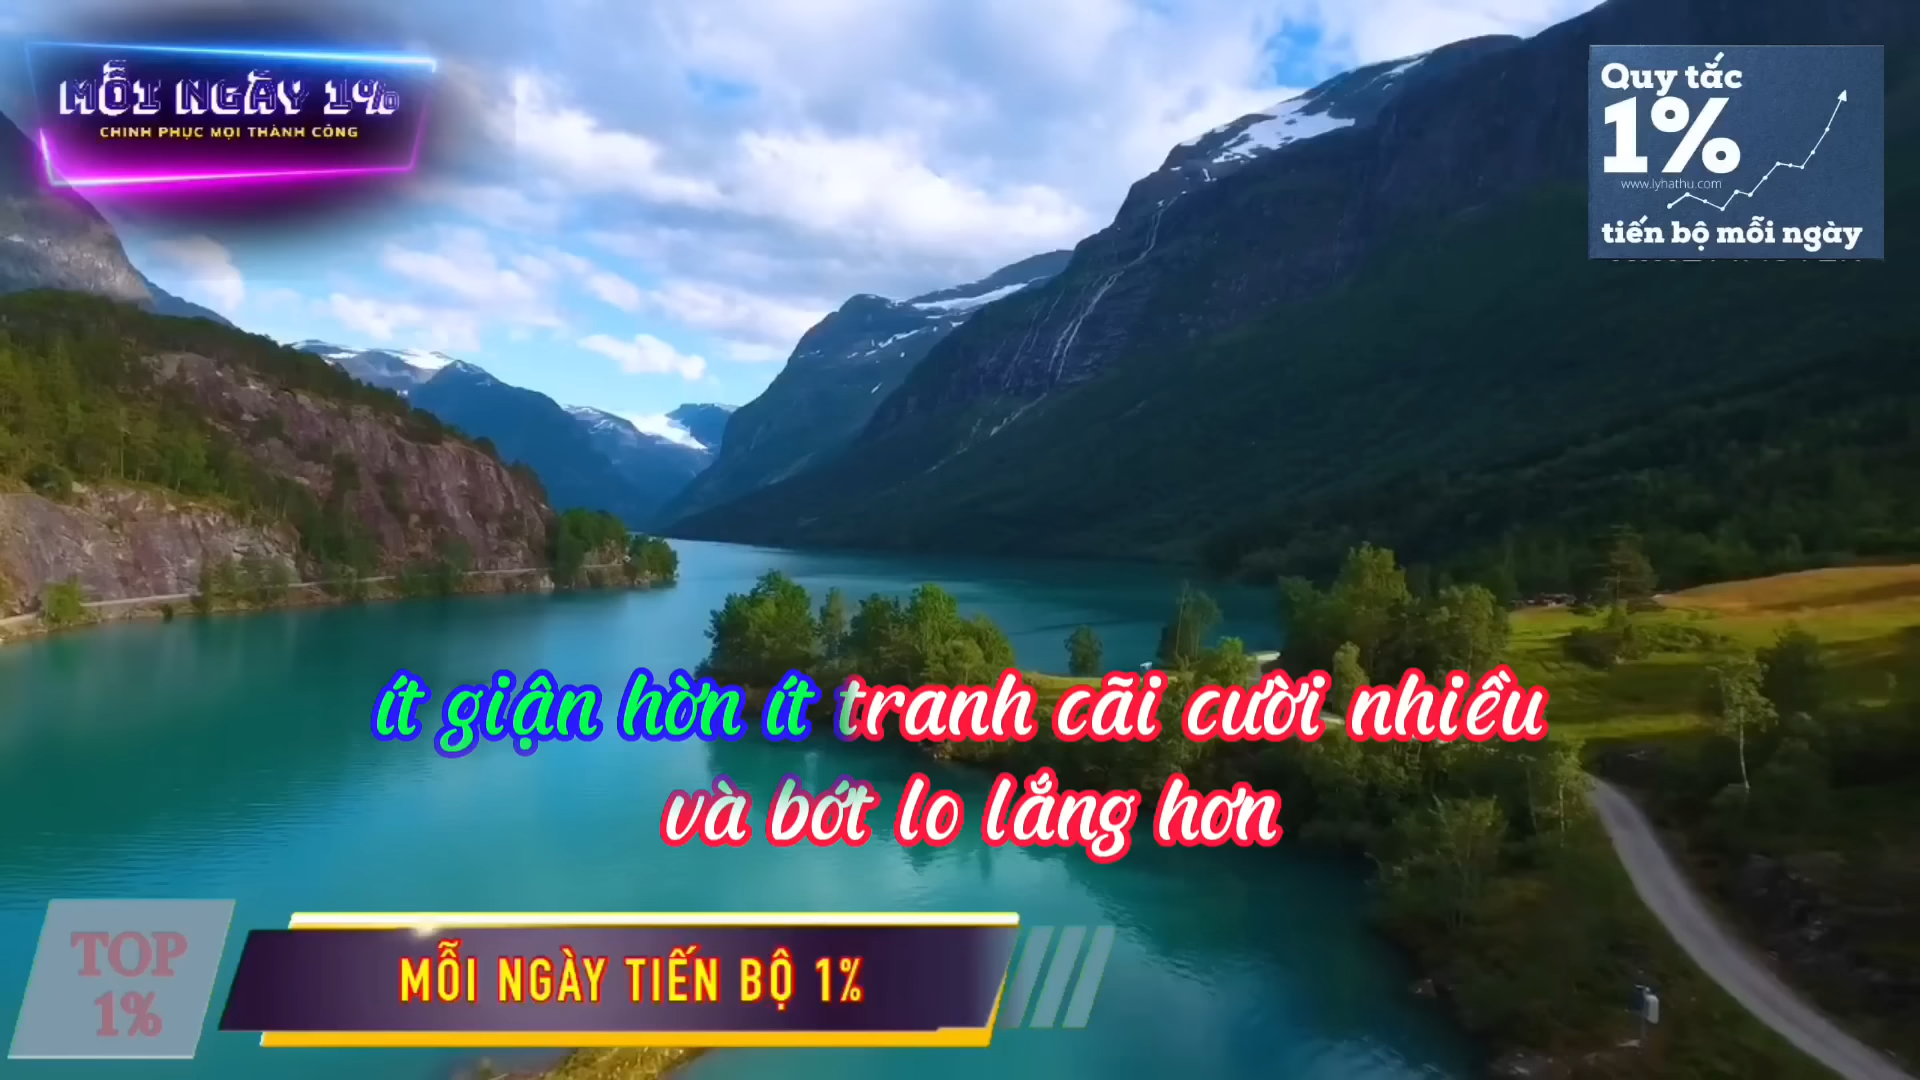 MỖI NGÀY 1%
CHINH PHỤC MỌI THÀNH CÔNG
Quy tắc
1%
www.lyhathu.com
tiến bộ mỗi ngày
ít giận hờn ít tranh cãi cười nhiều
và bớt lo lắng hơn
TOP
1%
MỖI NGÀY TIẾN BỘ 1%